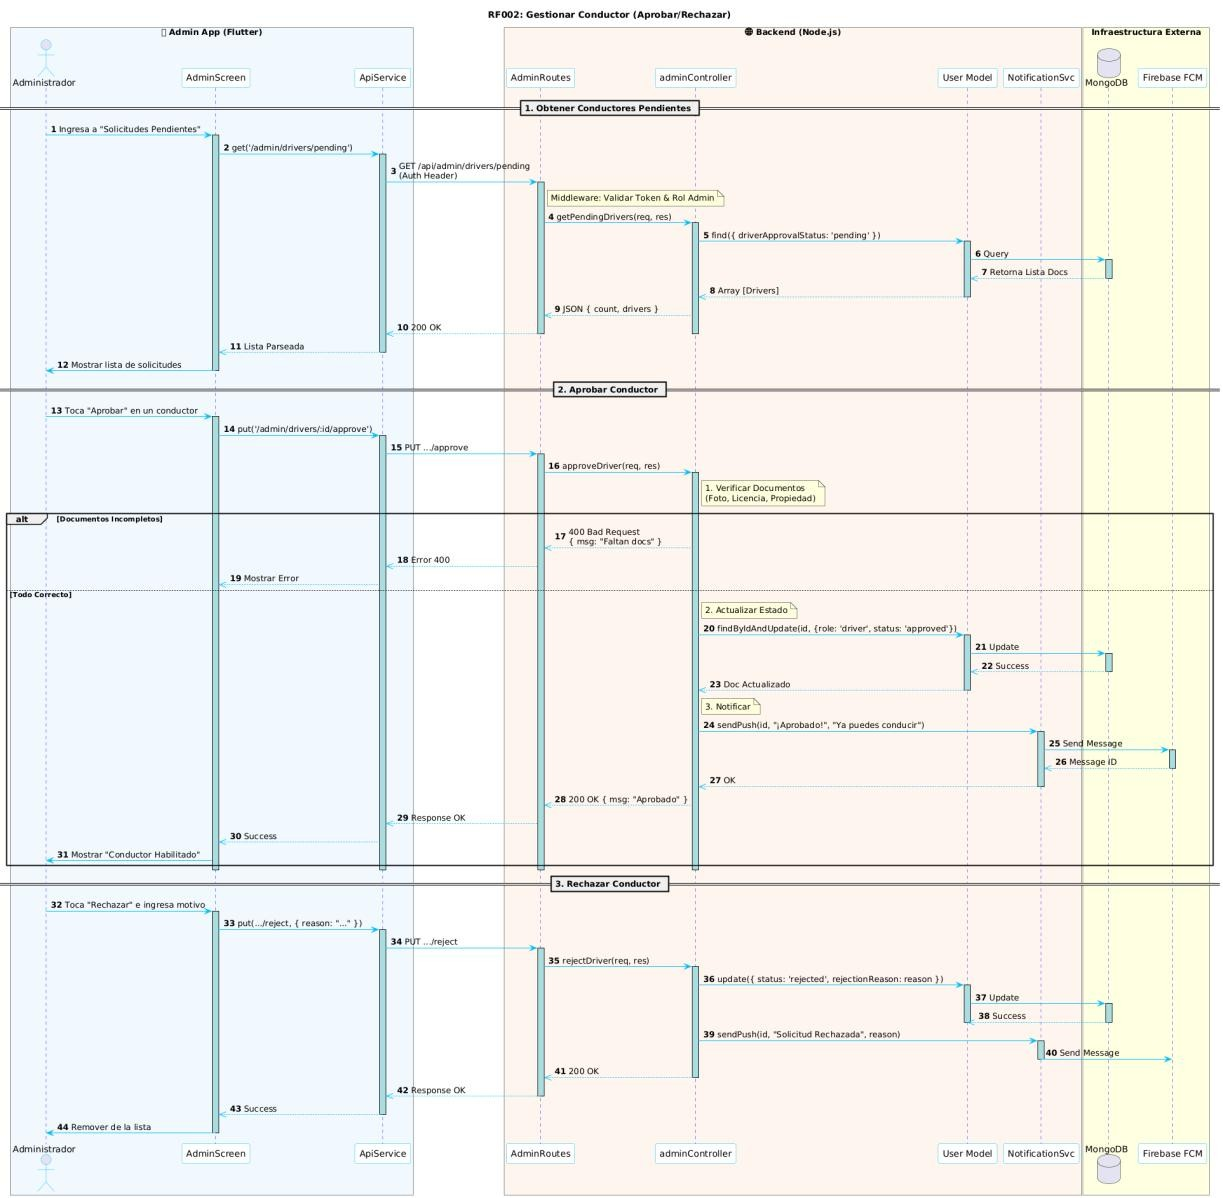 RF002: Gestionar Conductor (Aprobar/Rechazar)
Admin App (Flutter)
Backend (Node.js)
Infraestructura Externa
Administrador
AdminScreen
ApiService
AdminRoutes
adminController
User Model
NotificationSvc
MongoDB
Firebase FCM
1. Obtener Conductores Pendientes
1 Ingresa a "Solicitudes Pendientes"
2 get('/admin/drivers/pending')
3 GET /api/admin/drivers/pending
(Auth Header)
Middleware: Validar Token & Rol Admin
4 getPendingDrivers(req, res)
5 find({ driverApprovalStatus: 'pending' })
6 Query
7 Retorna Lista Docs
8 Array [Drivers]
9 JSON { count, drivers }
10 200 OK
11 Lista Parseada
12 Mostrar lista de solicitudes
2. Aprobar Conductor
13 Toca "Aprobar" en un conductor
14 put('/admin/drivers/:id/approve')
15 PUT .../approve
16 approveDriver(req, res)
1. Verificar Documentos
(Foto, Licencia, Propiedad)
alt [Documentos Incompletos]
17 400 Bad Request
{ msg: "Faltan docs" }
18 Error 400
19 Mostrar Error
[Todo Correcto]
2. Actualizar Estado
20 findByIdAndUpdate(id, {role: 'driver', status: 'approved'})
21 Update
22 Success
23 Doc Actualizado
3. Notificar
24 sendPush(id, "¡Aprobado!", "Ya puedes conducir")
25 Send Message
26 Message ID
27 OK
28 200 OK { msg: "Aprobado" }
29 Response OK
30 Success
31 Mostrar "Conductor Habilitado"
3. Rechazar Conductor
32 Toca "Rechazar" e ingresa motivo
33 put(.../reject, { reason: "..." })
34 PUT .../reject
35 rejectDriver(req, res)
36 update({ status: 'rejected', rejectionReason: reason })
37 Update
38 Success
39 sendPush(id, "Solicitud Rechazada", reason)
40 Send Message
41 200 OK
42 Response OK
43 Success
44 Remover de la lista
Administrador
AdminScreen
ApiService
AdminRoutes
adminController
User Model
NotificationSvc
MongoDB
Firebase FCM